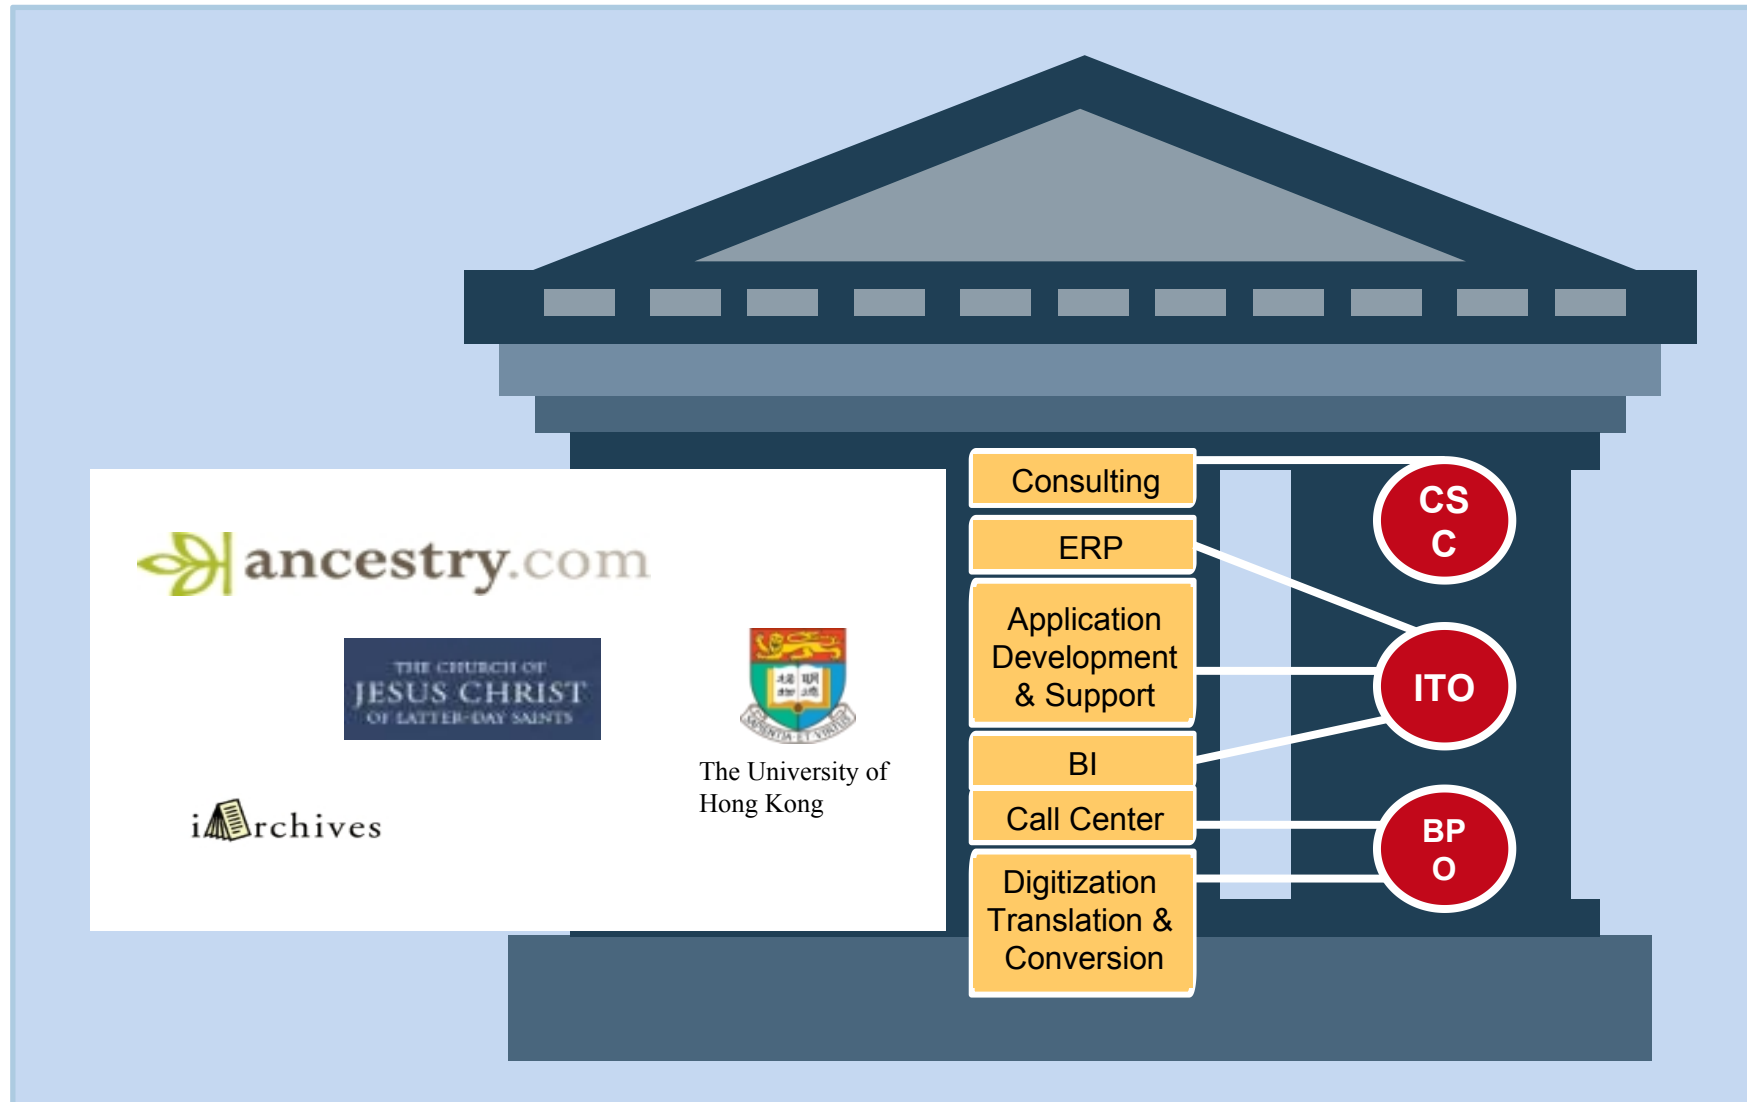 ancestry.com
THE CHURCH OF
JESUS CHRIST
OF LATTER-DAY SAINTS
The University of
Hong Kong
iArchives
Consulting
ERP
Application
Development
& Support
BI
Call Center
Digitization
Translation &
Conversion
CS
C
ITO
BP
O